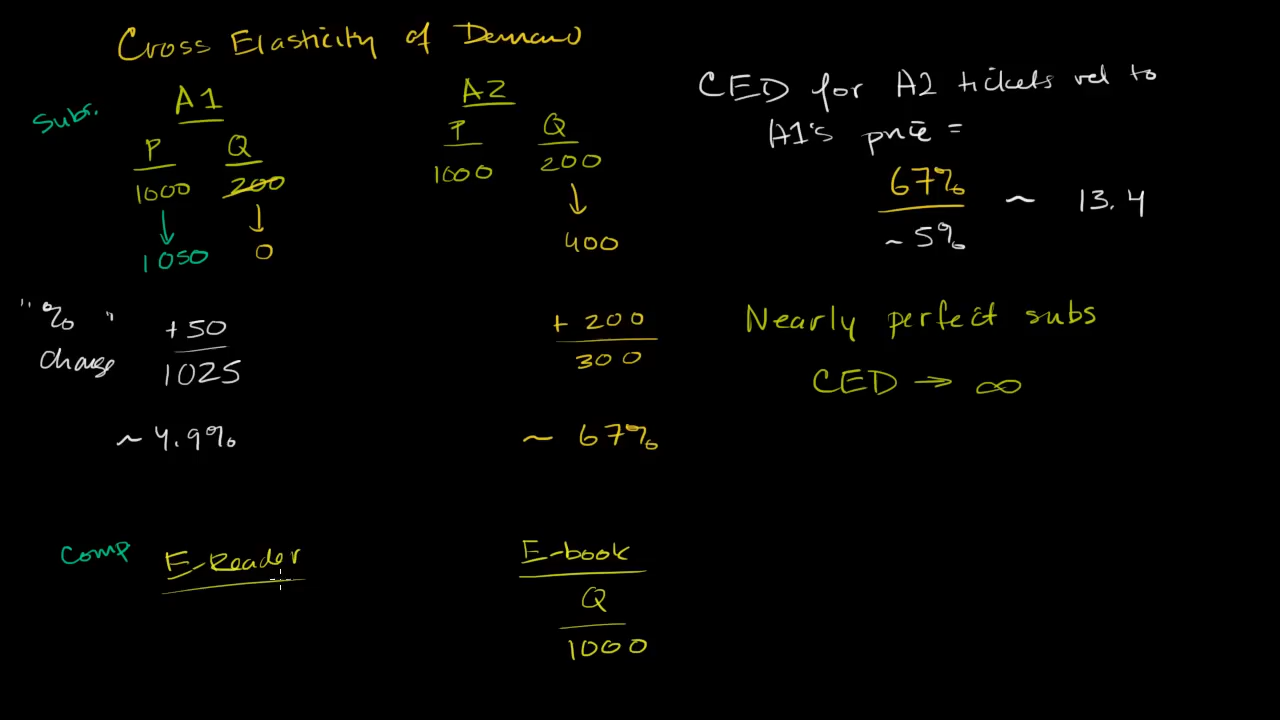 Cross Elasticity of Demand
Subs.
A1
P Q
1000 200
1050 0
"%" change
+50
1025
~ 4.9%
A2
P Q
1000 200
400
+ 200
300
~ 67%
CED for A2 tickets rel to
A1's price =
67%
~ 5%
~ 13.4
Nearly perfect subs
CED → ∞
Comp
E-Reader
E-book
Q
1000